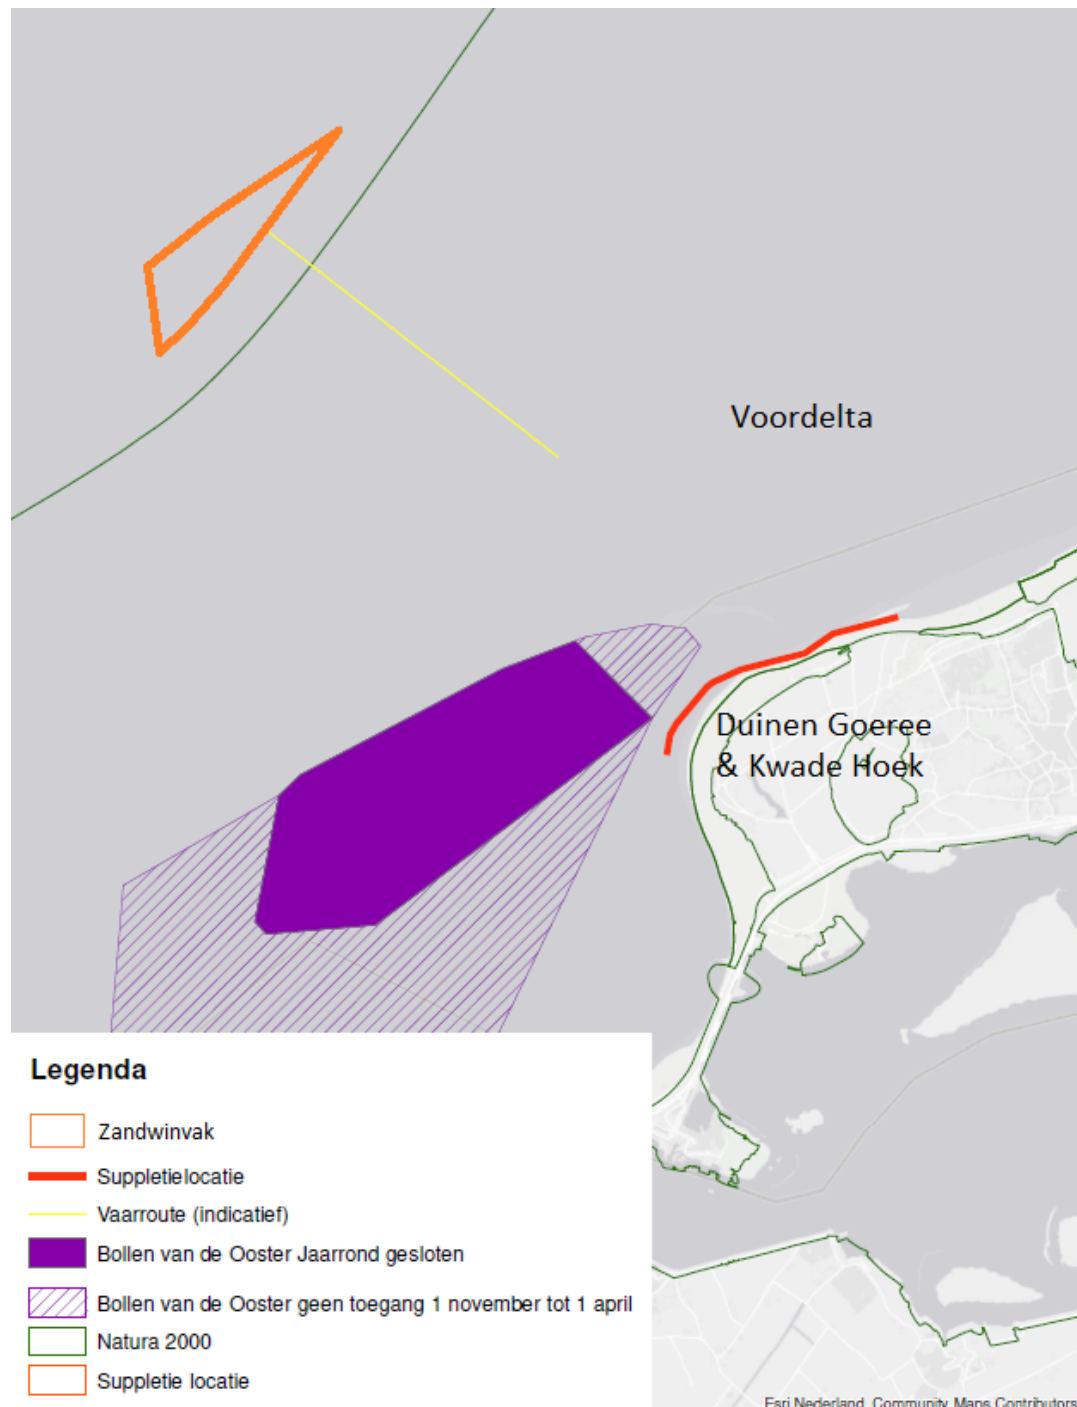 Voordelta
Duinen Goeree
& Kwade Hoek
Legenda
Zandwinvak
Suppletielocatie
Vaarroute (indicatief)
Bollen van de Ooster Jaarrond gesloten
Bollen van de Ooster geen toegang 1 november tot 1 april
Natura 2000
Suppletie locatie
Esri Nederland, Community Maps Contributors